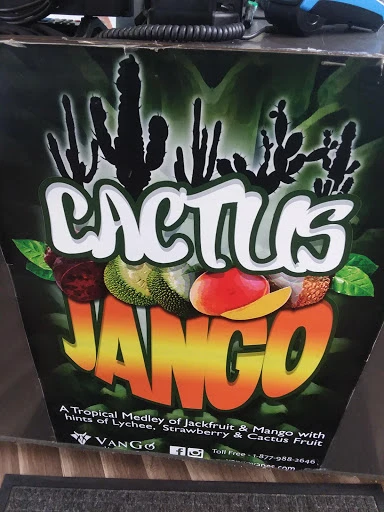 CACTUS
JANGO
A Tropical Medley of Jackfruit & Mango with
hints of Lychee, Strawberry & Cactus Fruit
VANGO
Toll Free - 1-877-988-2646